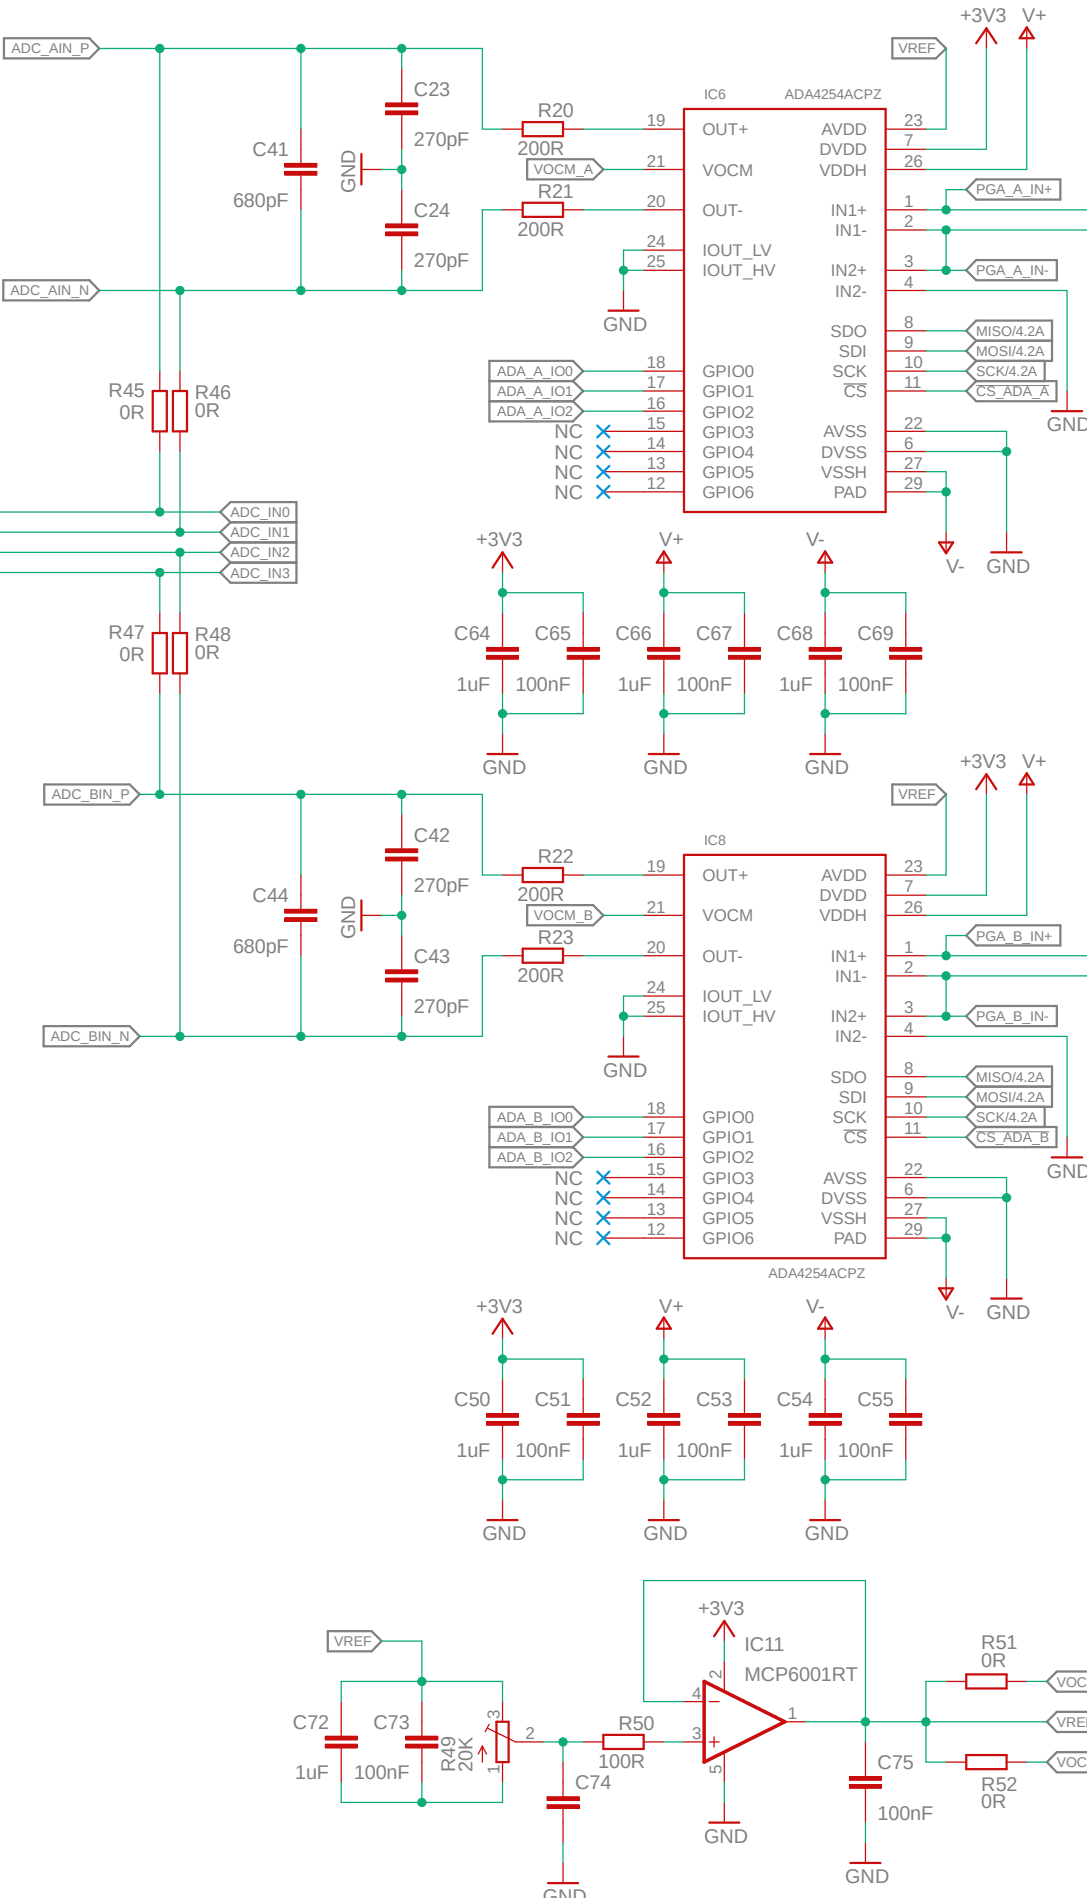 +3V3 V+
ADC_AIN_P
VREF
C23
270pF
C41
680pF
GND
C24
270pF
ADC_AIN_N
R20
200R
VOCM_A
R21
200R
IC6 ADA4254ACPZ
19 OUT+ AVDD 23
DVDD 7
21 VOCM VDDH 26
PGA_A_IN+
20 OUT- IN1+ 1
IN1- 2
24 IOUT_LV
25 IOUT_HV IN2+ 3 PGA_A_IN-
IN2- 4
GND
SDO 8 MISO/4.2A
SDI 9 MOSI/4.2A
ADA_A_IO0 18 GPIO0 SCK 10 SCK/4.2A
ADA_A_IO1 17 GPIO1 CS 11 CS_ADA_A
ADA_A_IO2 16 GPIO2
GND
NC 15 GPIO3 AVSS 22
NC 14 GPIO4 DVSS 6
NC 13 GPIO5 VSSH 27
NC 12 GPIO6 PAD 29
V- GND
R45
0R
R46
0R
ADC_IN0
ADC_IN1
ADC_IN2
ADC_IN3
R47
0R
R48
0R
+3V3 V+ V-
C64 C65 C66 C67 C68 C69
1uF 100nF 1uF 100nF 1uF 100nF
GND GND GND
+3V3 V+
ADC_BIN_P
VREF
C42
270pF
C44
680pF
GND
C43
270pF
ADC_BIN_N
R22
200R
VOCM_B
R23
200R
IC8
19 OUT+ AVDD 23
DVDD 7
21 VOCM VDDH 26
PGA_B_IN+
20 OUT- IN1+ 1
IN1- 2
24 IOUT_LV
25 IOUT_HV IN2+ 3 PGA_B_IN-
IN2- 4
GND
SDO 8 MISO/4.2A
SDI 9 MOSI/4.2A
ADA_B_IO0 18 GPIO0 SCK 10 SCK/4.2A
ADA_B_IO1 17 GPIO1 CS 11 CS_ADA_B
ADA_B_IO2 16 GPIO2
GND
NC 15 GPIO3 AVSS 22
NC 14 GPIO4 DVSS 6
NC 13 GPIO5 VSSH 27
NC 12 GPIO6 PAD 29
ADA4254ACPZ
V- GND
+3V3 V+ V-
C50 C51 C52 C53 C54 C55
1uF 100nF 1uF 100nF 1uF 100nF
GND GND GND
VREF
C72 C73
1uF 100nF
R49
20K
3
2
1
C74
GND
R50
100R
+3V3
IC11
MCP6001RT
2
4
3
1
5
GND
C75
100nF
GND
R51
0R
VOC
VRE
R52
0R
VOC